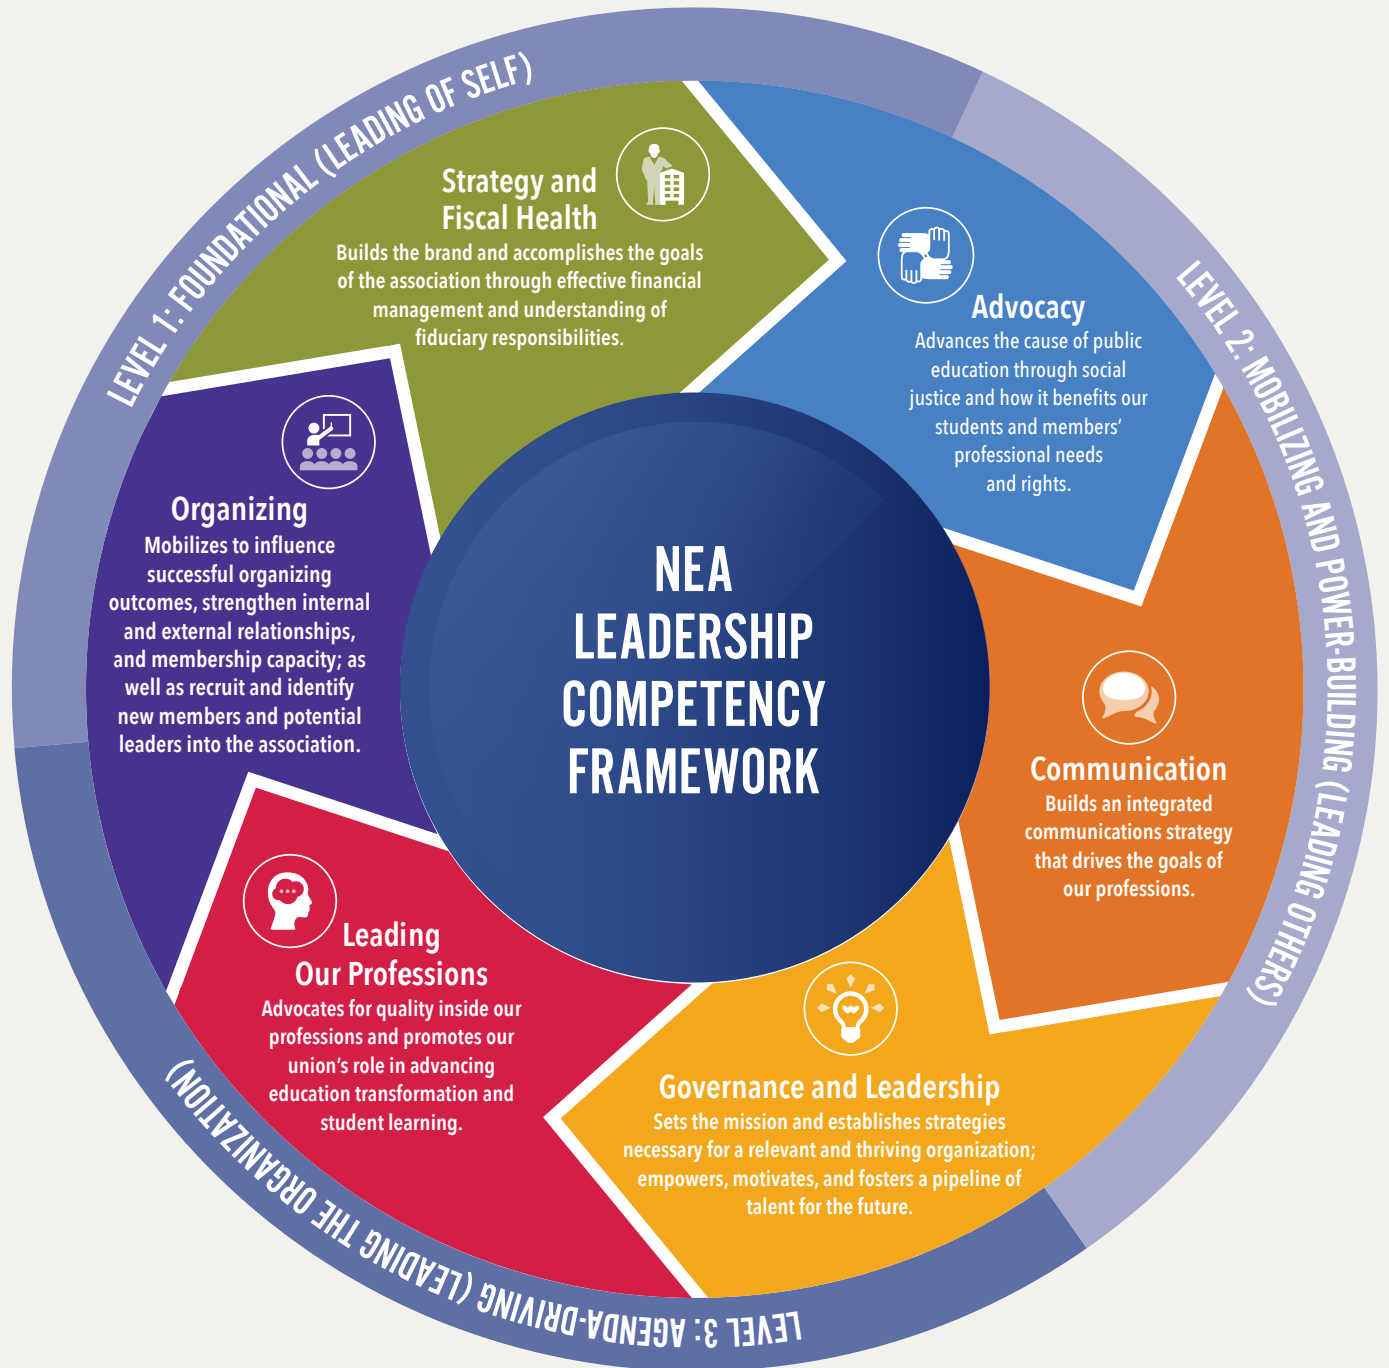 NEA
LEADERSHIP
COMPETENCY
FRAMEWORK
LEVEL 1: FOUNDATIONAL (LEADING OF SELF)
LEVEL 2: MOBILIZING AND POWER-BUILDING (LEADING OTHERS)
LEVEL 3: AGENDA-DRIVING (LEADING THE ORGANIZATION)
Strategy and
Fiscal Health
Builds the brand and accomplishes the goals
of the association through effective financial
management and understanding of
fiduciary responsibilities.
Advocacy
Advances the cause of public
education through social
justice and how it benefits our
students and members’
professional needs
and rights.
Communication
Builds an integrated
communications strategy
that drives the goals of
our professions.
Governance and Leadership
Sets the mission and establishes strategies
necessary for a relevant and thriving organization;
empowers, motivates, and fosters a pipeline of
talent for the future.
Leading
Our Professions
Advocates for quality inside our
professions and promotes our
union’s role in advancing
education transformation and
student learning.
Organizing
Mobilizes to influence
successful organizing
outcomes, strengthen internal
and external relationships,
and membership capacity; as
well as recruit and identify
new members and potential
leaders into the association.